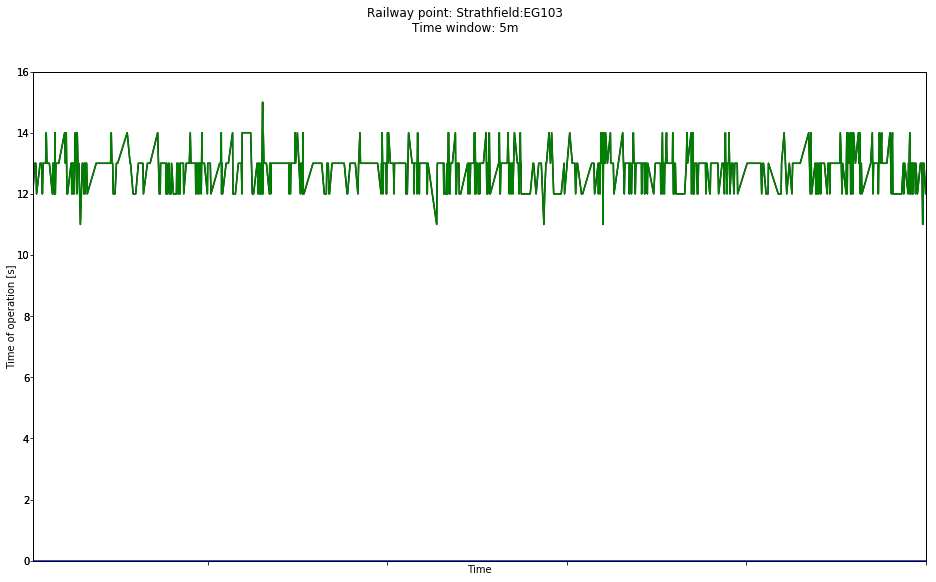 Railway point: Strathfield:EG103
Time window: 5m
16
14
12
10
8
6
4
2
0
Time of operation [s]
Time